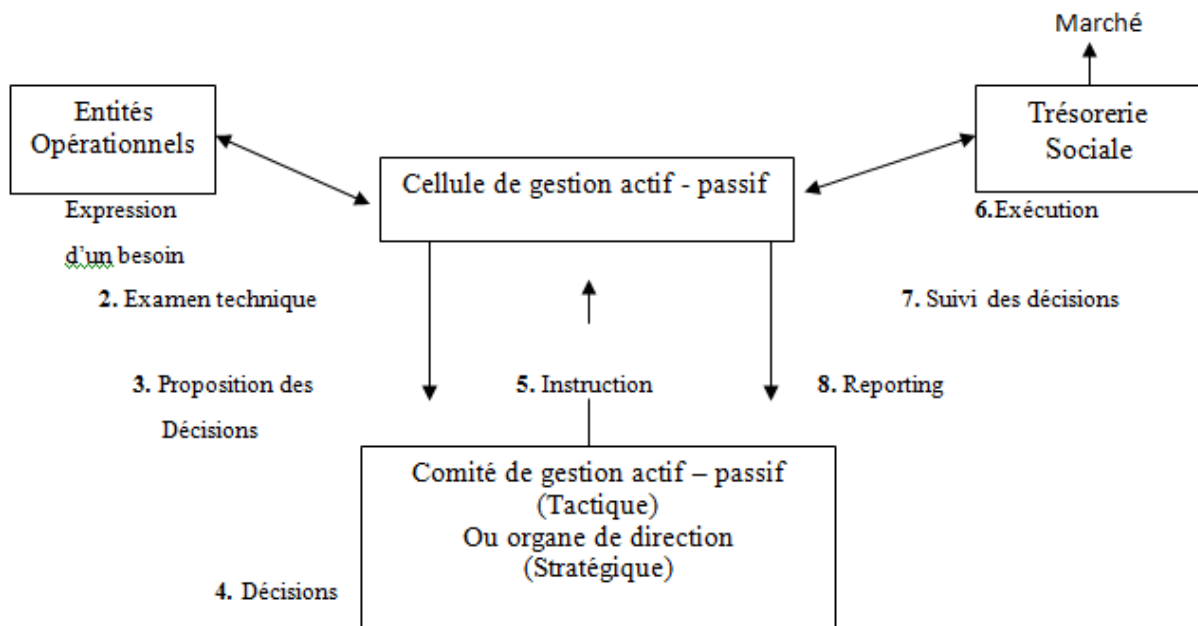 Marché
Entités
Opérationnels
Trésorerie
Sociale
Cellule de gestion actif - passif
Expression
d’un besoin
6.Exécution
2. Examen technique
7. Suivi des décisions
3. Proposition des
Décisions
5. Instruction
8. Reporting
Comité de gestion actif – passif
(Tactique)
Ou organe de direction
(Stratégique)
4. Décisions